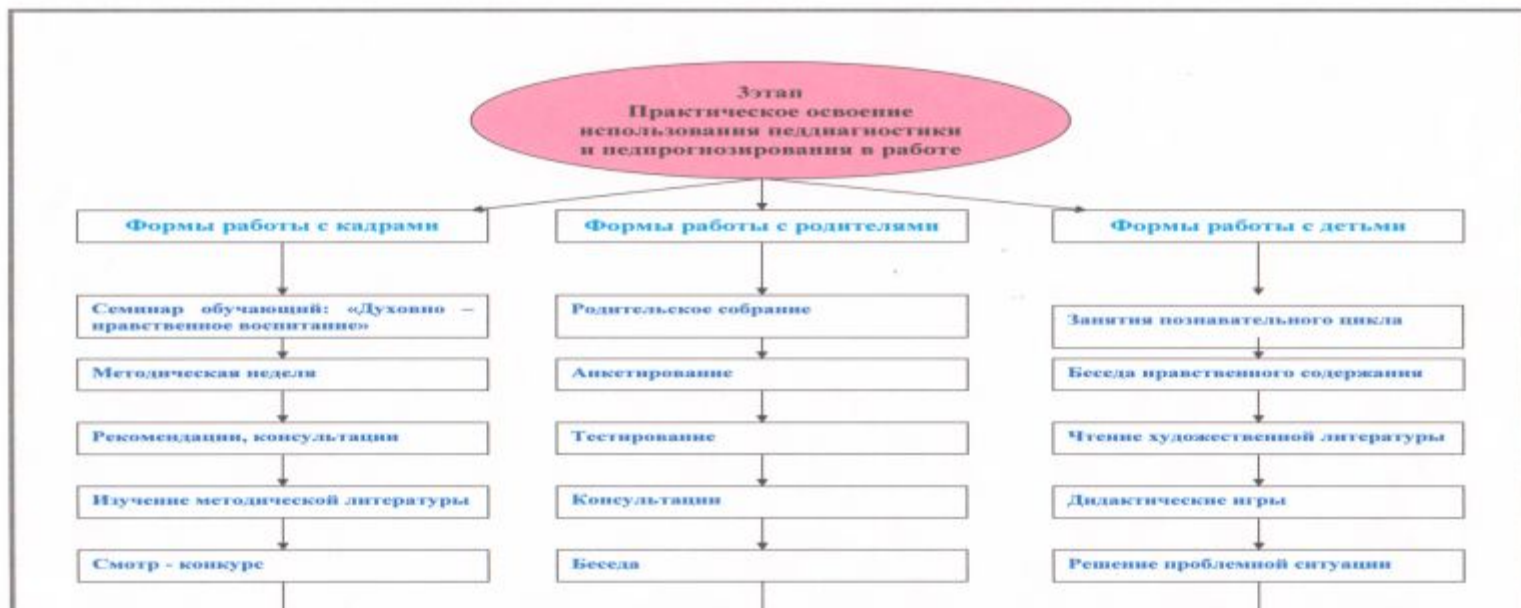 3этап
Практическое освоение
использования педдиагностики
и педпрогнозирования в работе
Формы работы с кадрами
Формы работы с родителями
Формы работы с детьми
Семинар обучающий: «Духовно –
нравственное воспитание»
Методическая неделя
Рекомендации, консультации
Изучение методической литературы
Смотр - конкурс
Родительское собрание
Анкетирование
Тестирование
Консультации
Беседа
Занятия познавательного цикла
Беседа нравственного содержания
Чтение художественной литературы
Дидактические игры
Решение проблемной ситуации